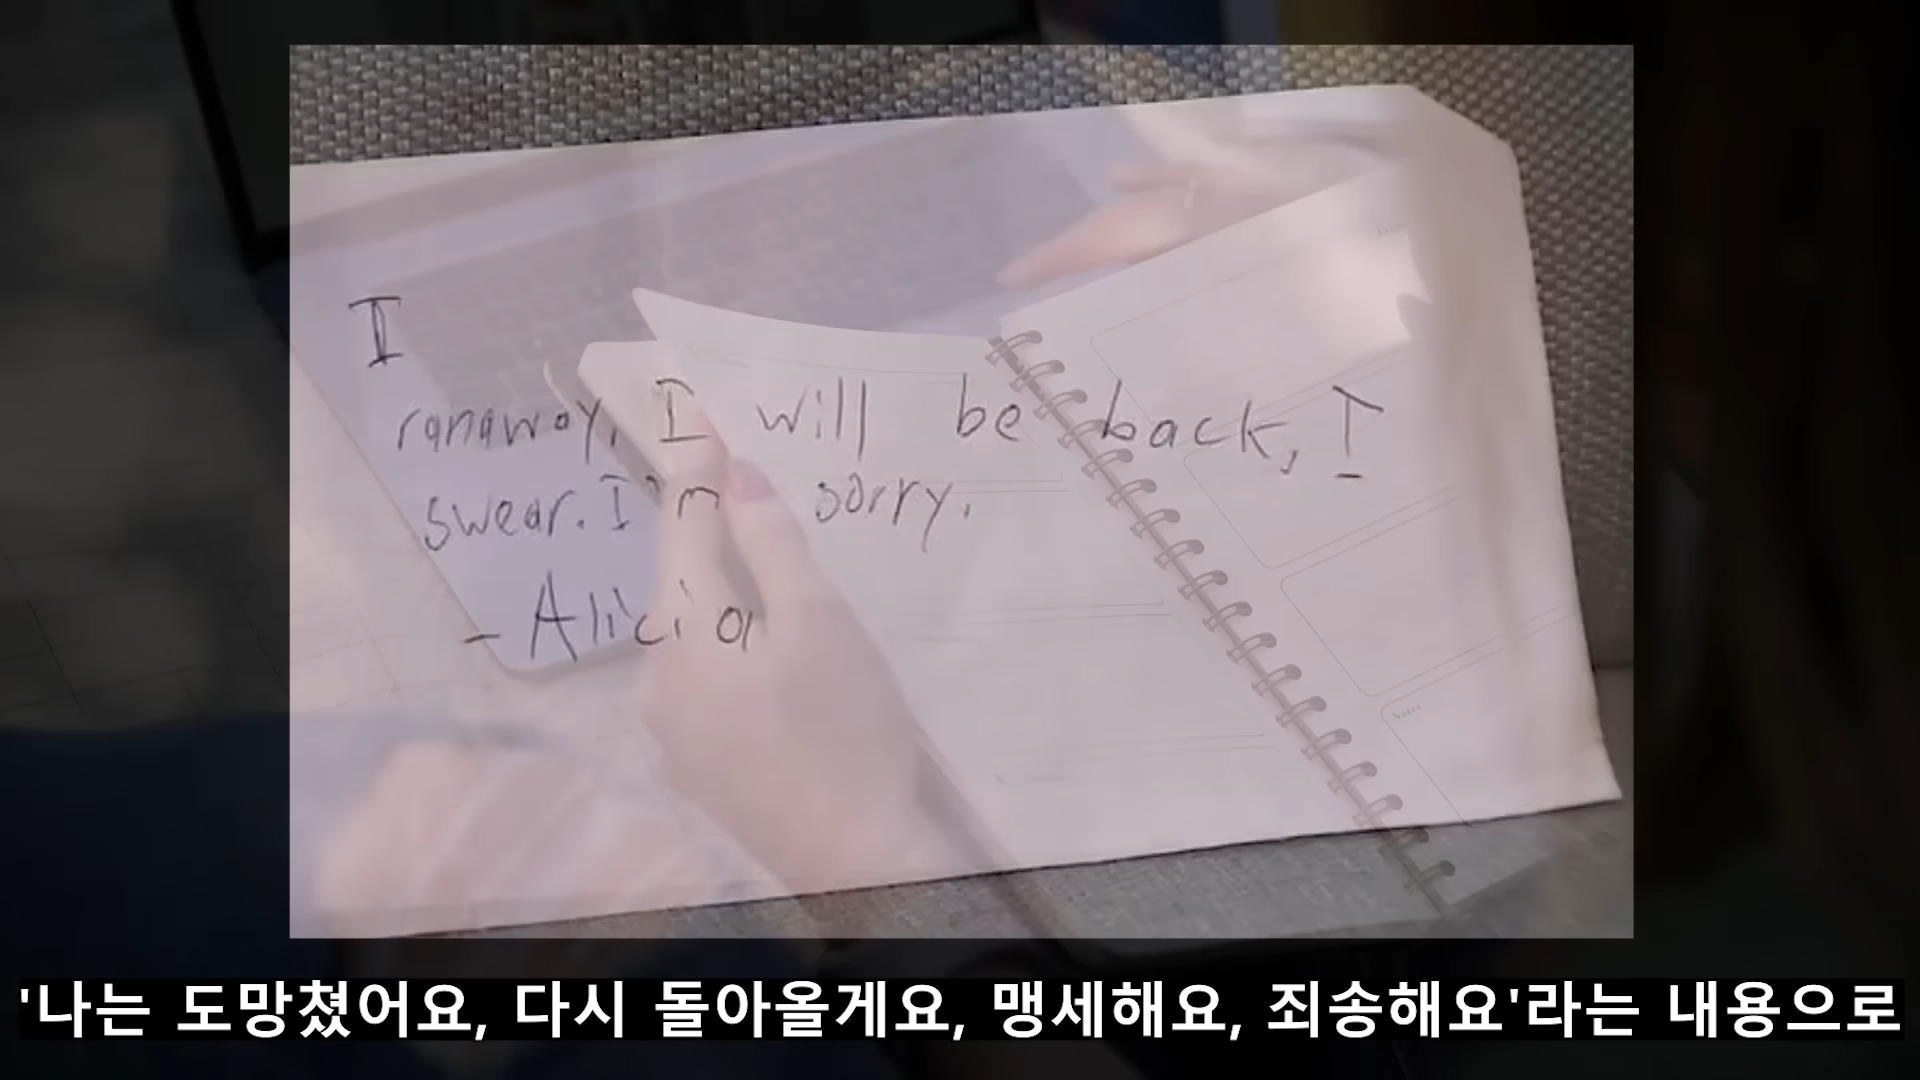 I
ranaway. I will be back, I
swear. I'm sorry.
- Alicia
Notes
'나는 도망쳤어요, 다시 돌아올게요, 맹세해요, 죄송해요'라는 내용으로